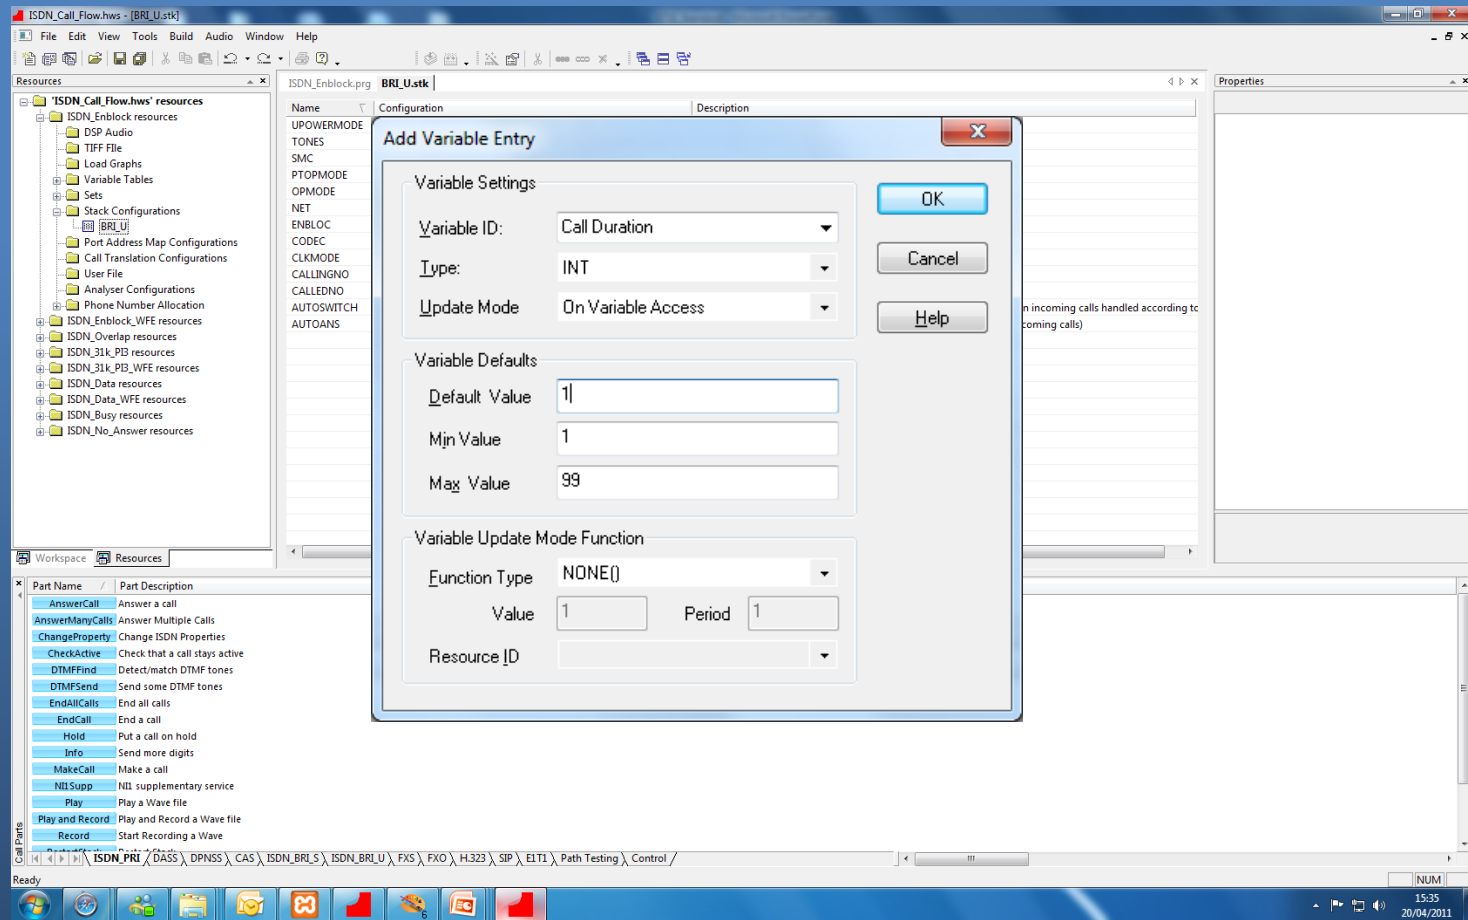 ISDN_Call_Flow.hws - [BRI_U.stk]
File Edit View Tools Build Audio Window Help
Resources
'ISDN_Call_Flow.hws' resources
ISDN_Enblock resources
DSP Audio
TIFF FIle
Load Graphs
Variable Tables
Sets
Stack Configurations
BRI_U
Port Address Map Configurations
Call Translation Configurations
User File
Analyser Configurations
Phone Number Allocation
ISDN_Enblock_WFE resources
ISDN_Overlap resources
ISDN_31k_PI3 resources
ISDN_31k_PI3_WFE resources
ISDN_Data resources
ISDN_Data_WFE resources
ISDN_Busy resources
ISDN_No_Answer resources
Workspace Resources
ISDN_Enblock.prg BRI_U.stk
Name Configuration Description
UPOWERMODE
TONES
SMC
PTOPMODE
OPMODE
NET
ENBLOC
CODEC
CLKMODE
CALLINGNO
CALLEDNO
AUTOSWITCH n incoming calls handled according to
AUTOANS coming calls)
Properties
Add Variable Entry
Variable Settings
Variable ID: Call Duration
Type: INT
Update Mode On Variable Access
OK
Cancel
Help
Variable Defaults
Default Value 1
Min Value 1
Max Value 99
Variable Update Mode Function
Function Type NONE()
Value 1 Period 1
Resource ID
Call Parts
Part Name / Part Description
AnswerCall Answer a call
AnswerManyCalls Answer Multiple Calls
ChangeProperty Change ISDN Properties
CheckActive Check that a call stays active
DTMFFind Detect/match DTMF tones
DTMFSend Send some DTMF tones
EndAllCalls End all calls
EndCall End a call
Hold Put a call on hold
Info Send more digits
MakeCall Make a call
NI1Supp NI1 supplementary service
Play Play a Wave file
Play and Record Play and Record a Wave file
Record Start Recording a Wave
ISDN_PRI DASS DPNSS CAS ISDN_BRI_S ISDN_BRI_U FXS FXO H.323 SIP E1T1 Path Testing Control
Ready NUM
6
15:35
20/04/2011